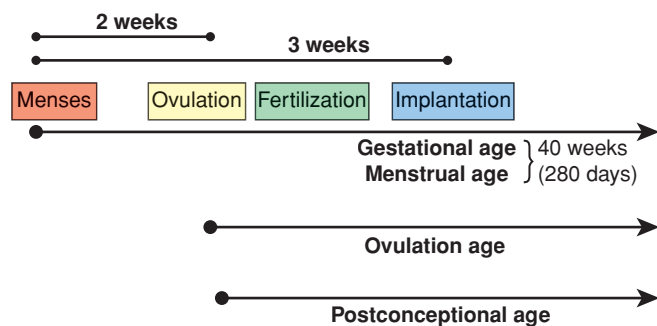 2 weeks
3 weeks
Menses Ovulation Fertilization Implantation
Gestational age 40 weeks
Menstrual age (280 days)
Ovulation age
Postconceptional age